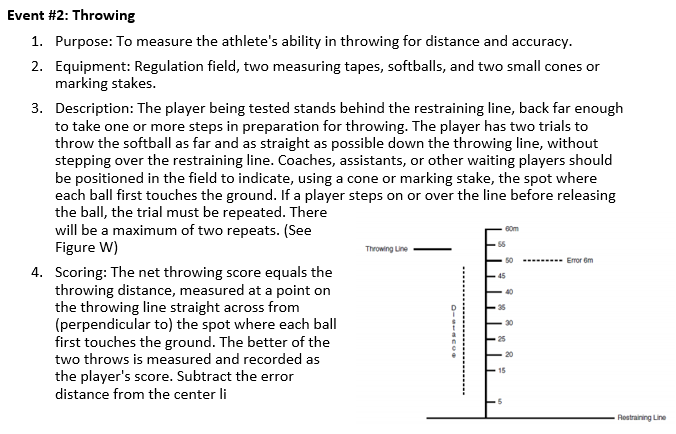 Event #2: Throwing
1. Purpose: To measure the athlete's ability in throwing for distance and accuracy.
2. Equipment: Regulation field, two measuring tapes, softballs, and two small cones or
marking stakes.
3. Description: The player being tested stands behind the restraining line, back far enough
to take one or more steps in preparation for throwing. The player has two trials to
throw the softball as far and as straight as possible down the throwing line, without
stepping over the restraining line. Coaches, assistants, or other waiting players should
be positioned in the field to indicate, using a cone or marking stake, the spot where
each ball first touches the ground. If a player steps on or over the line before releasing
the ball, the trial must be repeated. There
will be a maximum of two repeats. (See
Figure W)
4. Scoring: The net throwing score equals the
throwing distance, measured at a point on
the throwing line straight across from
(perpendicular to) the spot where each ball
first touches the ground. The better of the
two throws is measured and recorded as
the player's score. Subtract the error
distance from the center li
Throwing Line
60m
55
50
Error 6m
45
40
35
30
25
20
15
5
Distance
Restraining Line